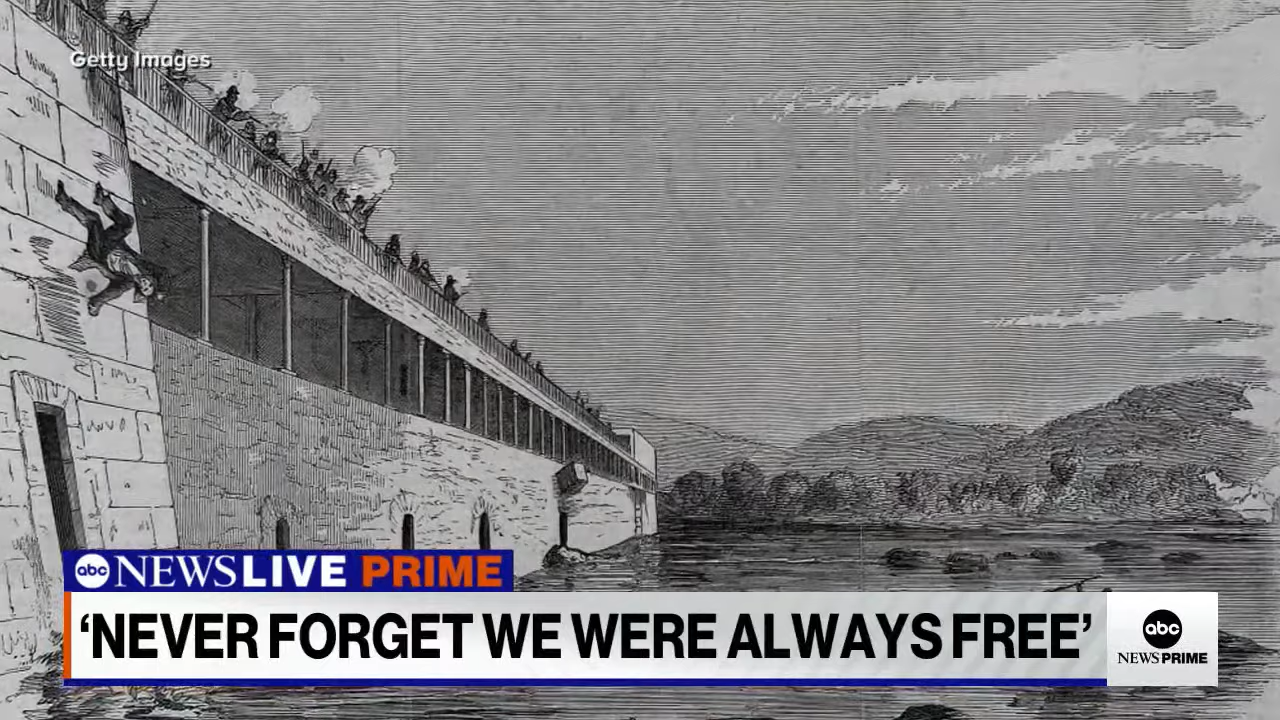 Getty Images
abc NEWS LIVE PRIME
‘NEVER FORGET WE WERE ALWAYS FREE’
abc
NEWS PRIME